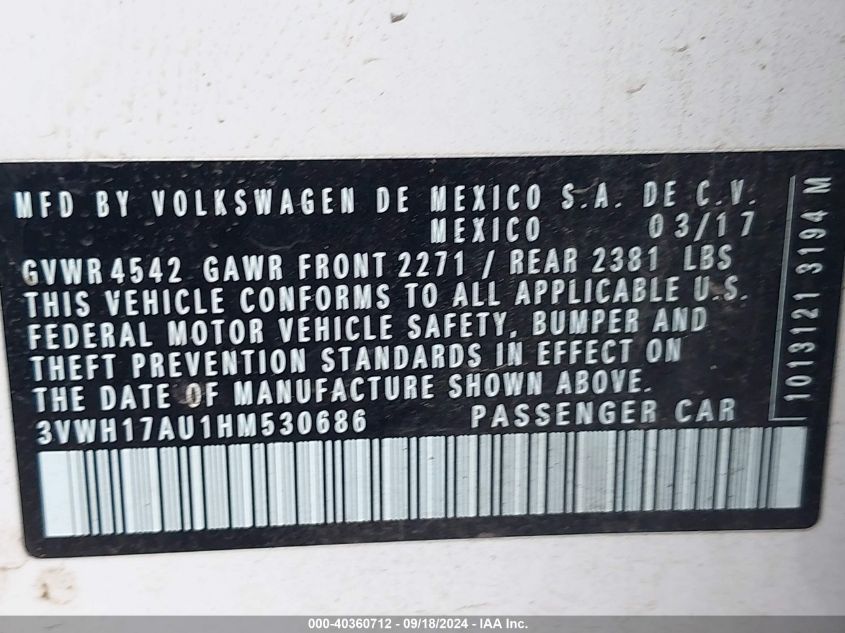 MFD BY VOLKSWAGEN DE MEXICO S.A. DE C.V.
MEXICO 03/17
GVWR 4542 GAWR FRONT 2271 / REAR 2381 LBS
THIS VEHICLE CONFORMS TO ALL APPLICABLE U.S.
FEDERAL MOTOR VEHICLE SAFETY, BUMPER AND
THEFT PREVENTION STANDARDS IN EFFECT ON
THE DATE OF MANUFACTURE SHOWN ABOVE.
3VWH17AU1HM530686 PASSENGER CAR
1013121 3194 M
000-40360712 - 09/18/2024 - IAA Inc.